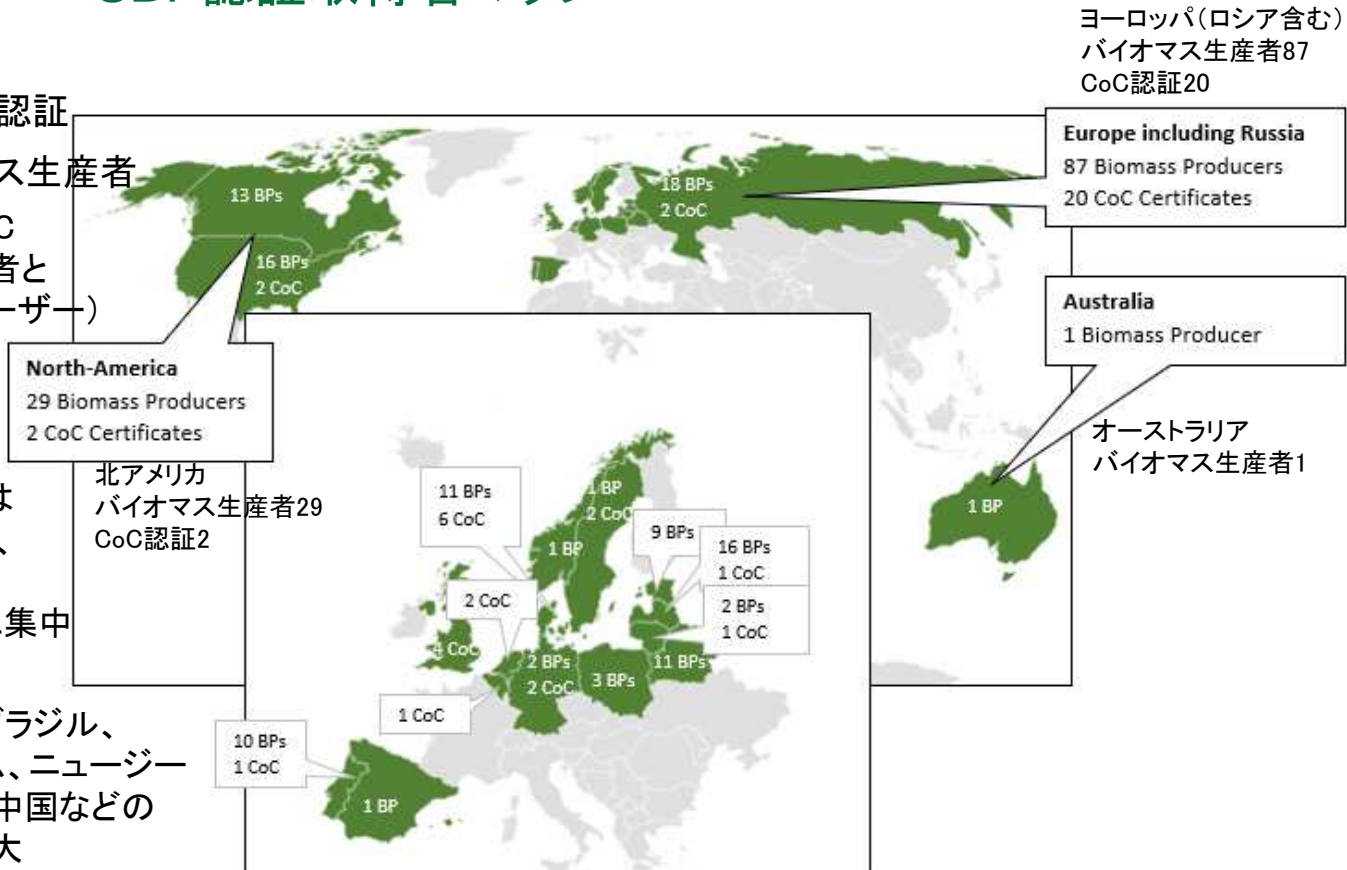 ヨーロッパ(ロシア含む)
バイオマス生産者87
CoC認証20
認証
ス生産者
C
者と
ーザー)
は
、
集中
ブラジル、
、ニュージー
中国などの
大
Europe including Russia
87 Biomass Producers
20 CoC Certificates
13 BPs
16 BPs
2 CoC
18 BPs
2 CoC
Australia
1 Biomass Producer
オーストラリア
バイオマス生産者1
1 BP
North-America
29 Biomass Producers
2 CoC Certificates
北アメリカ
バイオマス生産者29
CoC認証2
11 BPs
6 CoC
1 BP
2 CoC
1 BP
9 BPs
16 BPs
1 CoC
2 BPs
1 CoC
2 CoC
4 CoC
2 BPs
2 CoC
3 BPs
11 BPs
1 CoC
10 BPs
1 CoC
1 BP